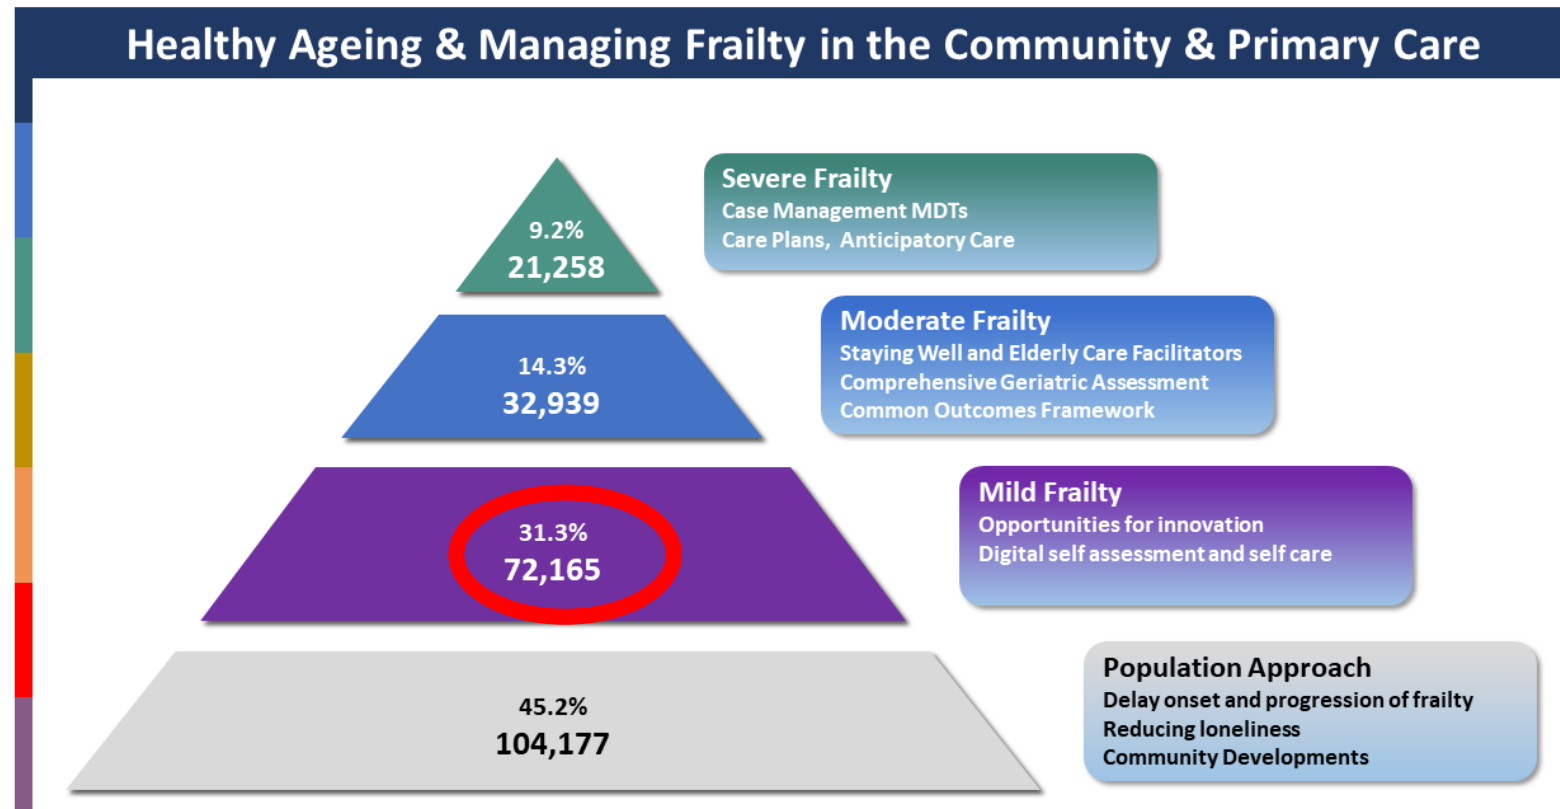 Healthy Ageing & Managing Frailty in the Community & Primary Care
9.2%
21,258
Severe Frailty
Case Management MDTs
Care Plans, Anticipatory Care
14.3%
32,939
Moderate Frailty
Staying Well and Elderly Care Facilitators
Comprehensive Geriatric Assessment
Common Outcomes Framework
31.3%
72,165
Mild Frailty
Opportunities for innovation
Digital self assessment and self care
45.2%
104,177
Population Approach
Delay onset and progression of frailty
Reducing loneliness
Community Developments